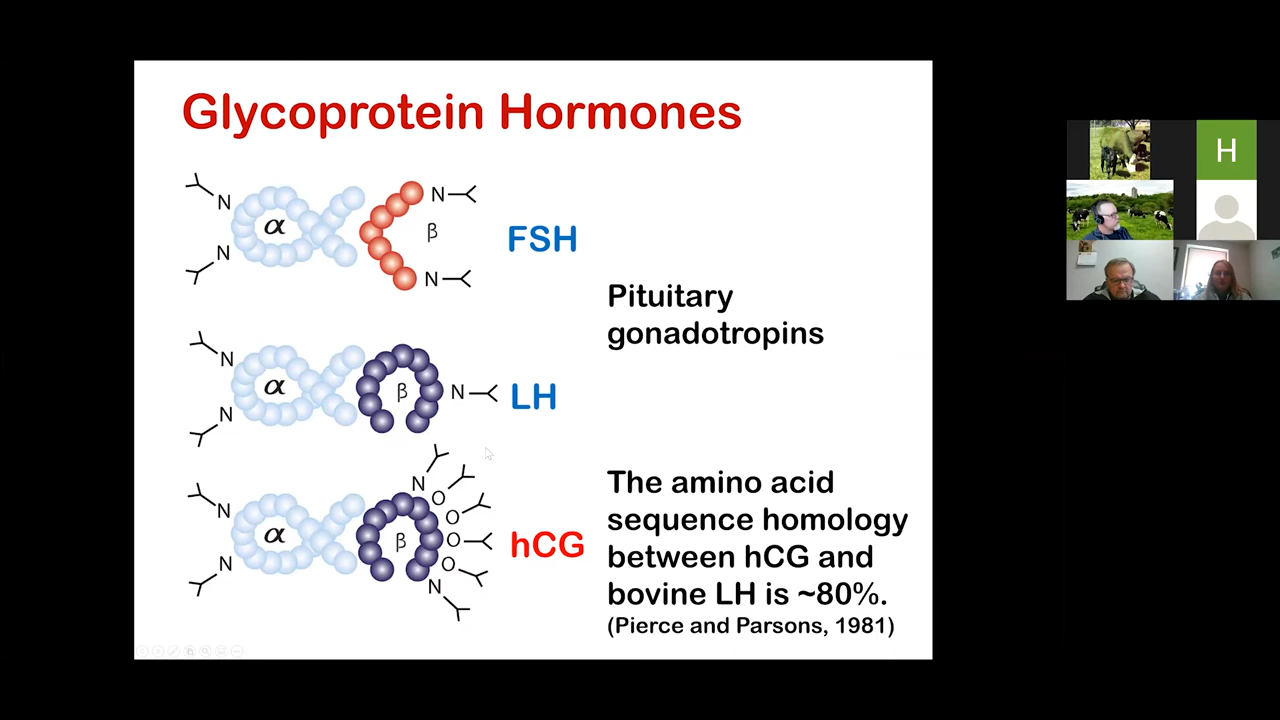 Glycoprotein Hormones
N
N
α
β
N
N
FSH
Pituitary
gonadotropins
N
N
α
β
N
LH
N
N
α
β
N
O
O
O
O
N
hCG
The amino acid
sequence homology
between hCG and
bovine LH is ~80%.
(Pierce and Parsons, 1981)
H